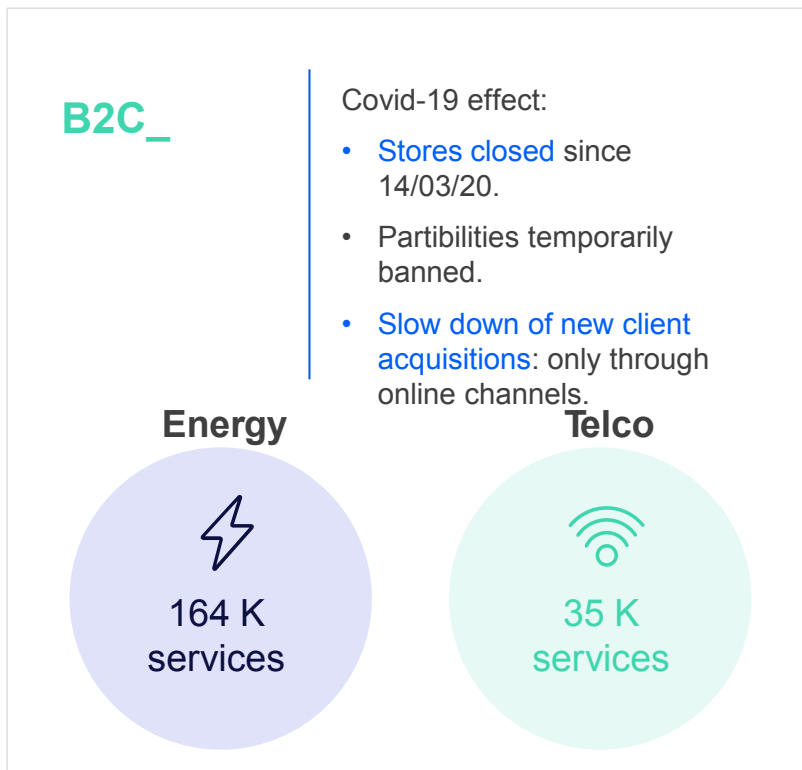 B2C_
Covid-19 effect:
• Stores closed since
14/03/20.
• Partibilities temporarily
banned.
• Slow down of new client
acquisitions: only through
online channels.
Energy
Telco
164 K
services
35 K
services